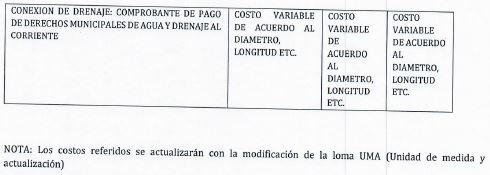 CONEXION DE DRENAJE: COMPROBANTE DE PAGO
DE DERECHOS MUNICIPALES DE AGUA Y DRENAJE AL
CORRIENTE
COSTO VARIABLE
DE ACUERDO AL
DIAMETRO,
LONGITUD ETC.
COSTO
VARIABLE
DE
ACUERDO
AL
DIAMETRO,
LONGITUD
ETC.
COSTO
VARIABLE
DE ACUERDO
AL
DIAMETRO,
LONGITUD
ETC.
NOTA: Los costos referidos se actualizarán con la modificación de la loma UMA (Unidad de medida y
actualización)